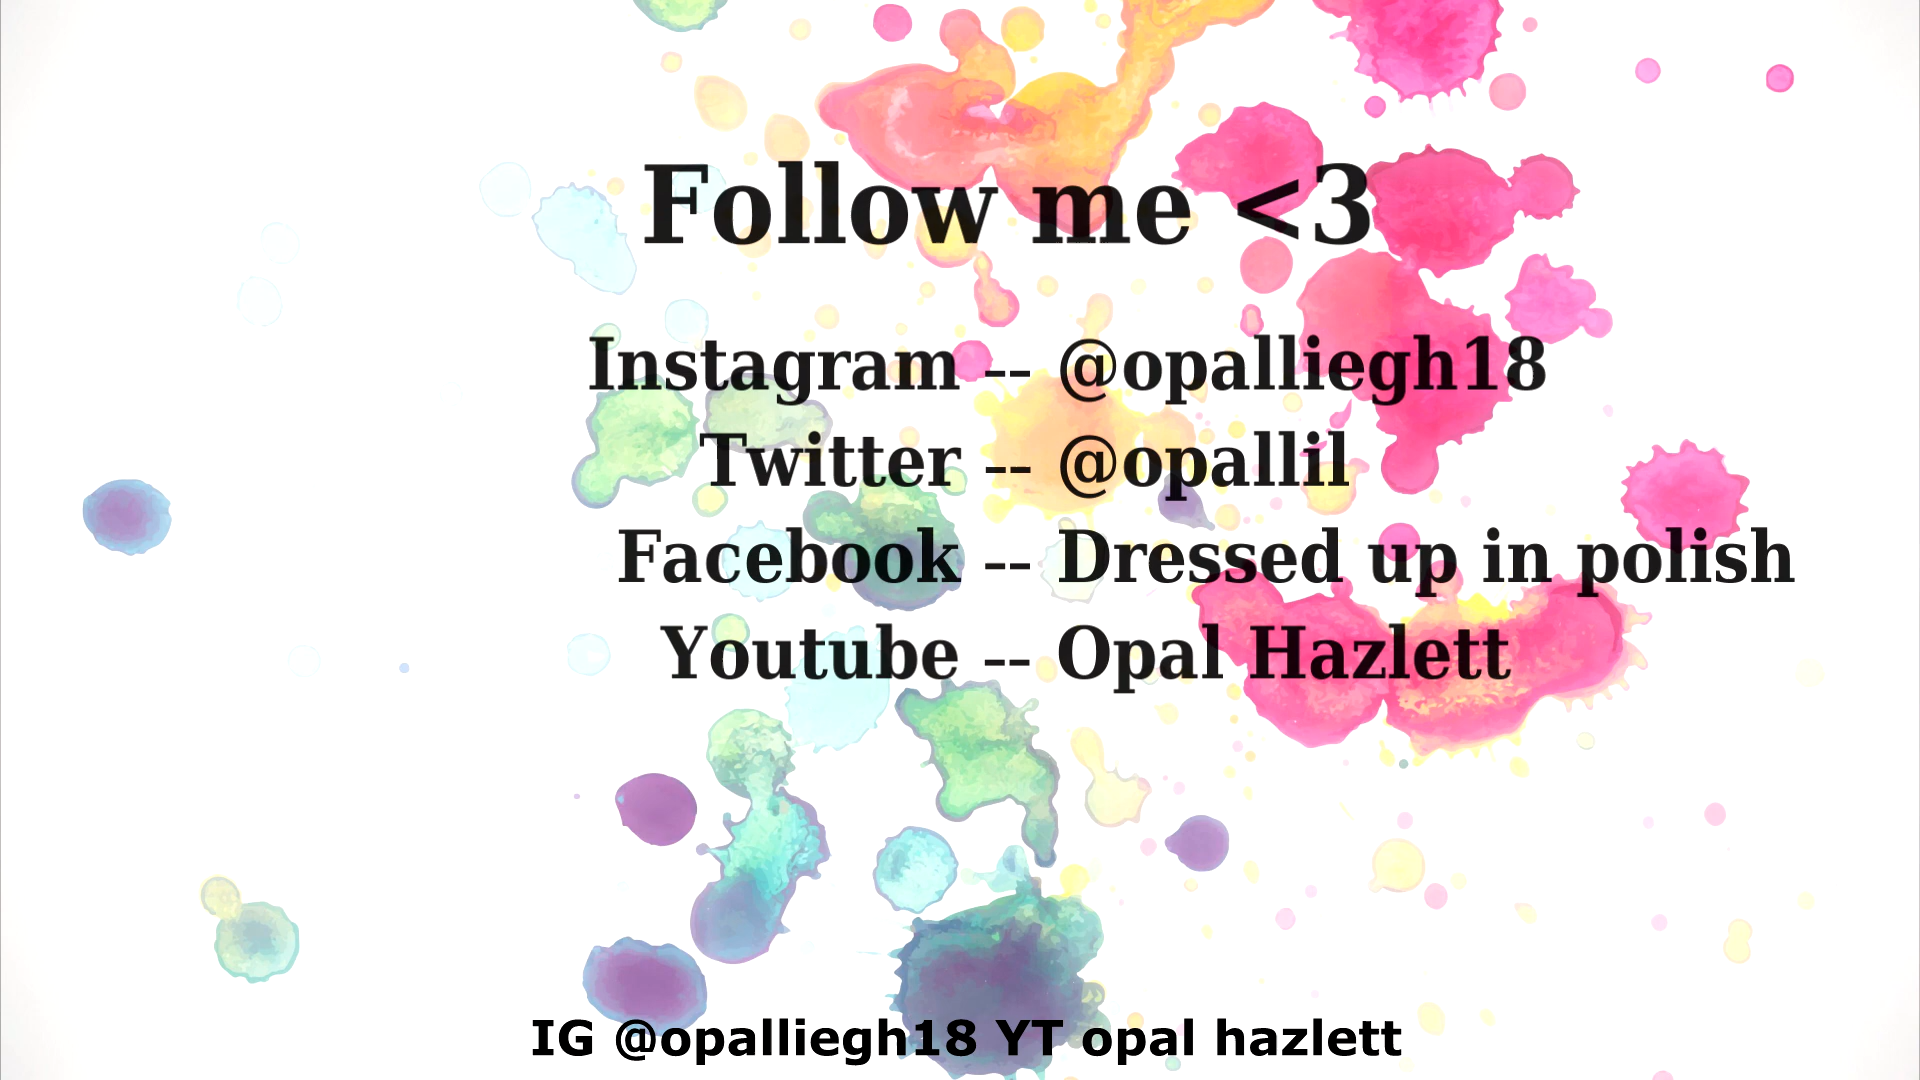 Follow me <3
Instagram -- @opalliegh18
Twitter -- @opallil
Facebook -- Dressed up in polish
Youtube -- Opal Hazlett
IG @opalliegh18 YT opal hazlett